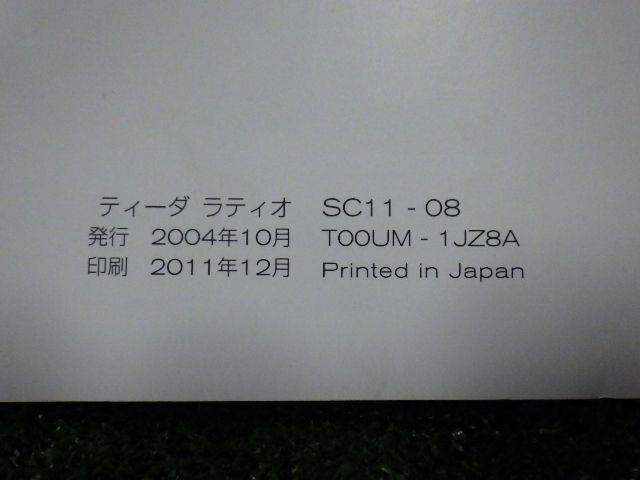 ティーダ ラティオ SC11 - 08
発行 2004年10月 T00UM - 1JZ8A
印刷 2011年12月 Printed in Japan